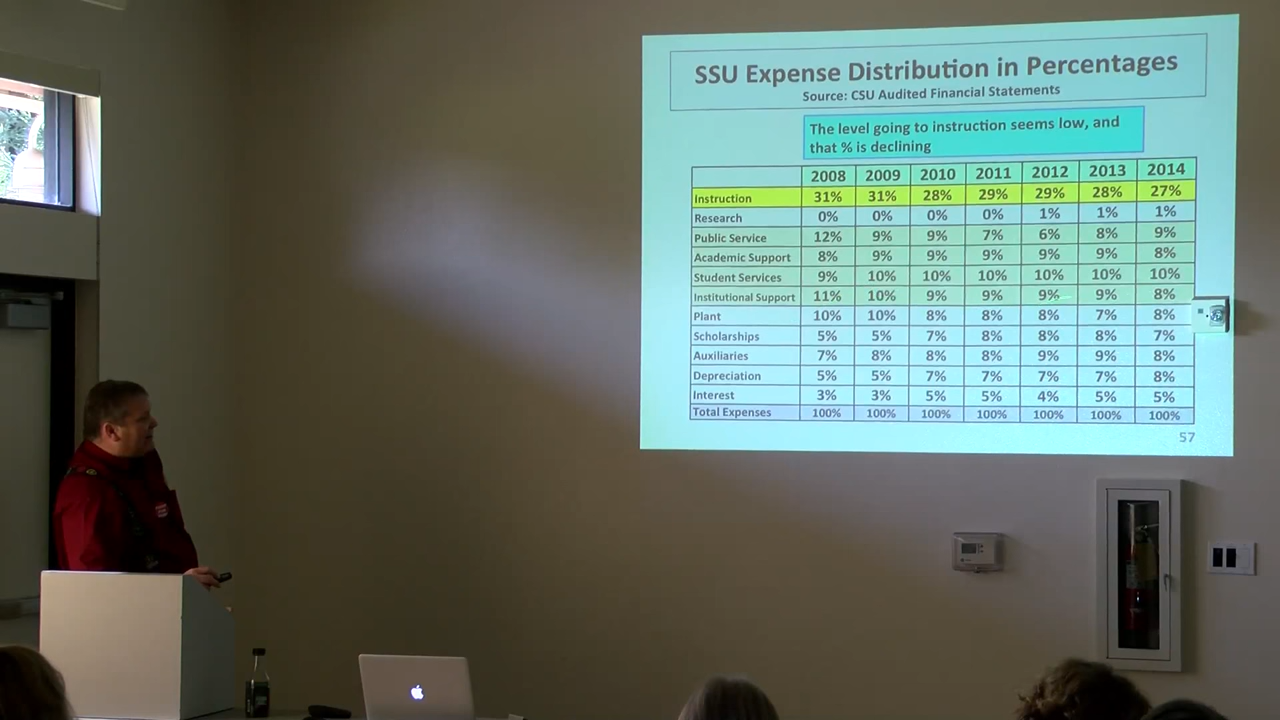 SSU Expense Distribution in Percentages
Source: CSU Audited Financial Statements
The level going to instruction seems low, and
that % is declining
2008 2009 2010 2011 2012 2013 2014
Instruction 31% 31% 28% 29% 29% 28% 27%
Research 0% 0% 0% 0% 1% 1% 1%
Public Service 12% 9% 9% 7% 6% 8% 9%
Academic Support 8% 9% 9% 9% 9% 9% 8%
Student Services 9% 10% 10% 10% 10% 10% 10%
Institutional Support 11% 10% 9% 9% 9% 9% 8%
Plant 10% 10% 8% 8% 8% 7% 8%
Scholarships 5% 5% 7% 8% 8% 8% 7%
Auxiliaries 7% 8% 8% 8% 9% 9% 8%
Depreciation 5% 5% 7% 7% 7% 7% 8%
Interest 3% 3% 5% 5% 4% 5% 5%
Total Expenses 100% 100% 100% 100% 100% 100% 100%
57